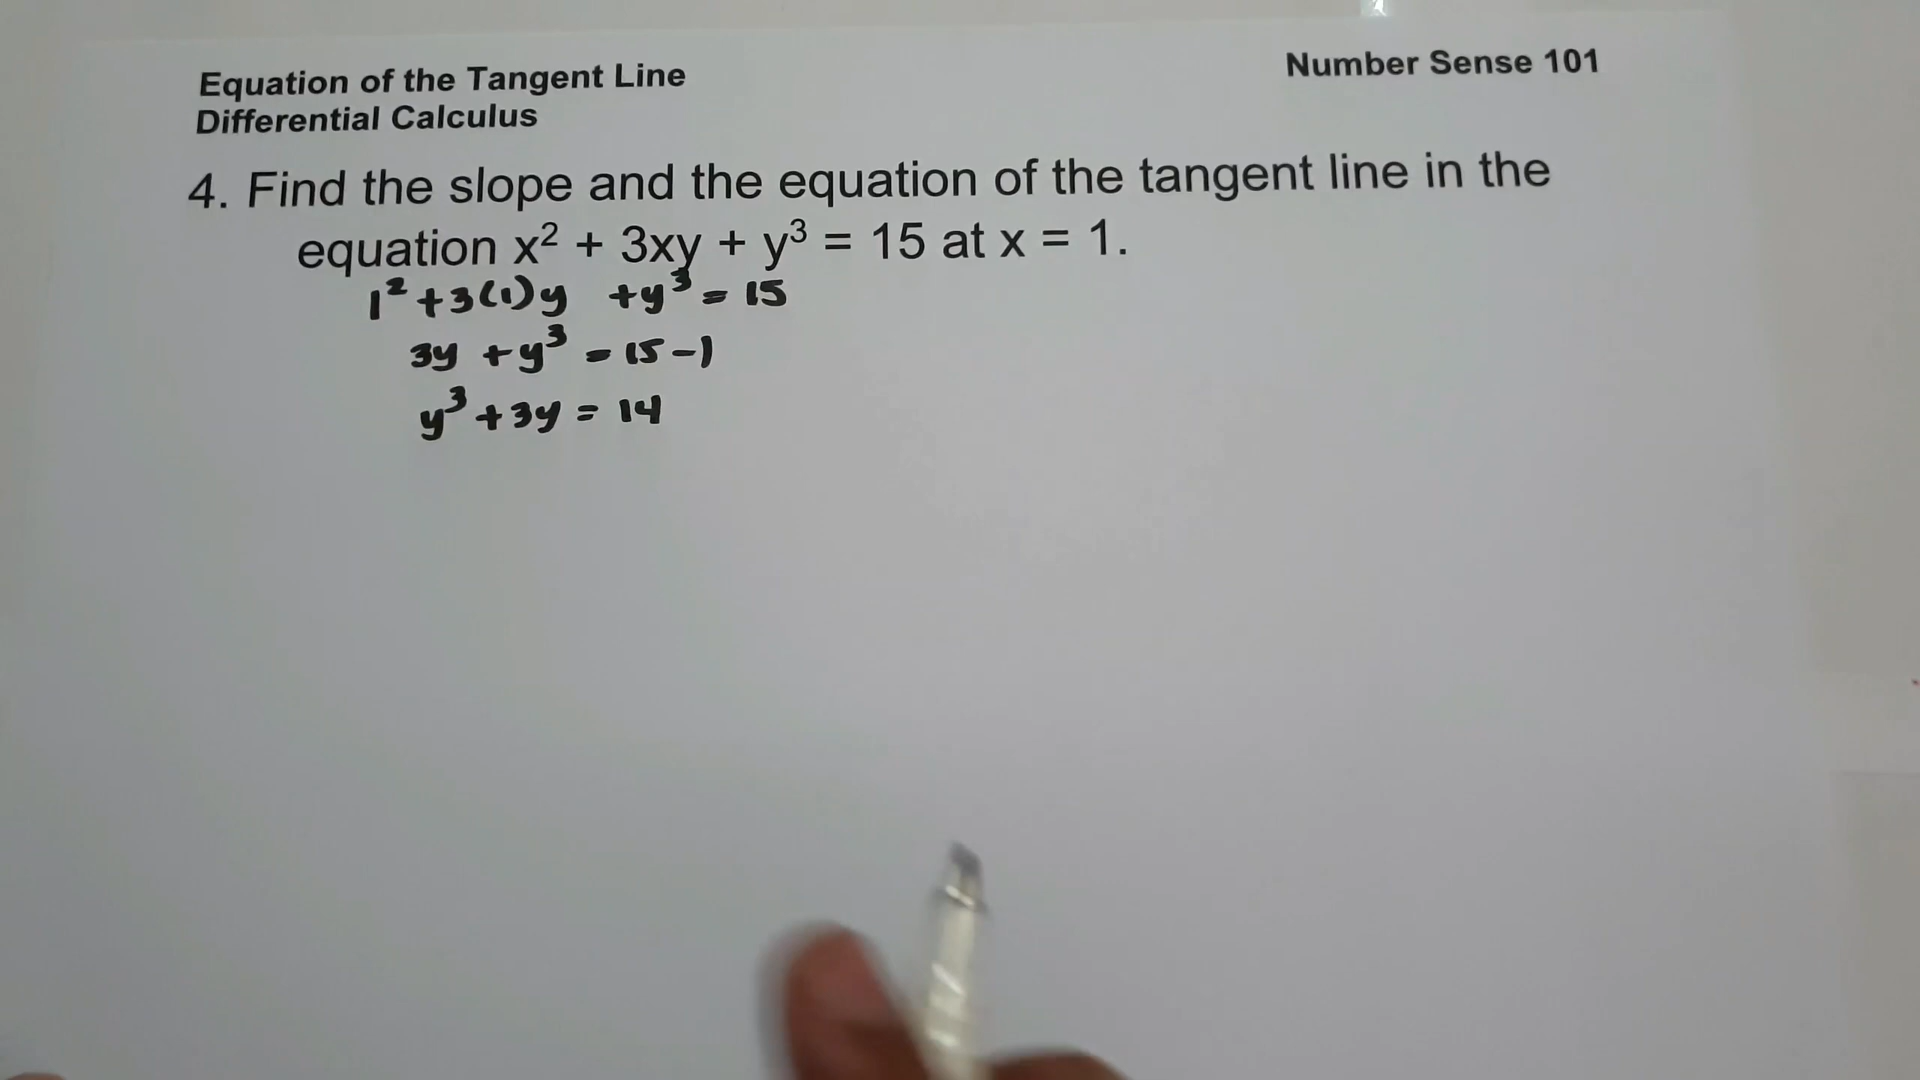 Equation of the Tangent Line
Number Sense 101
Differential Calculus
4. Find the slope and the equation of the tangent line in the
equation x² + 3xy + y³ = 15 at x = 1.
1² + 3(1)y + y³ = 15
3y + y³ = 15 - 1
y³ + 3y = 14